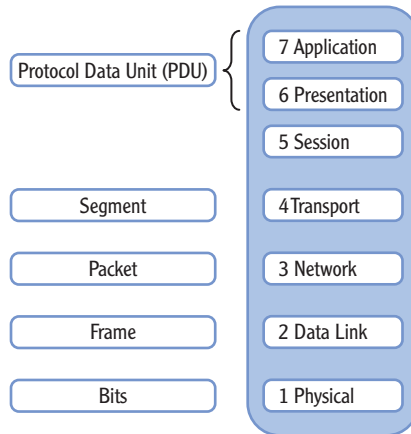 7 Application
Protocol Data Unit (PDU)
6 Presentation
5 Session
Segment
4 Transport
Packet
3 Network
Frame
2 Data Link
Bits
1 Physical